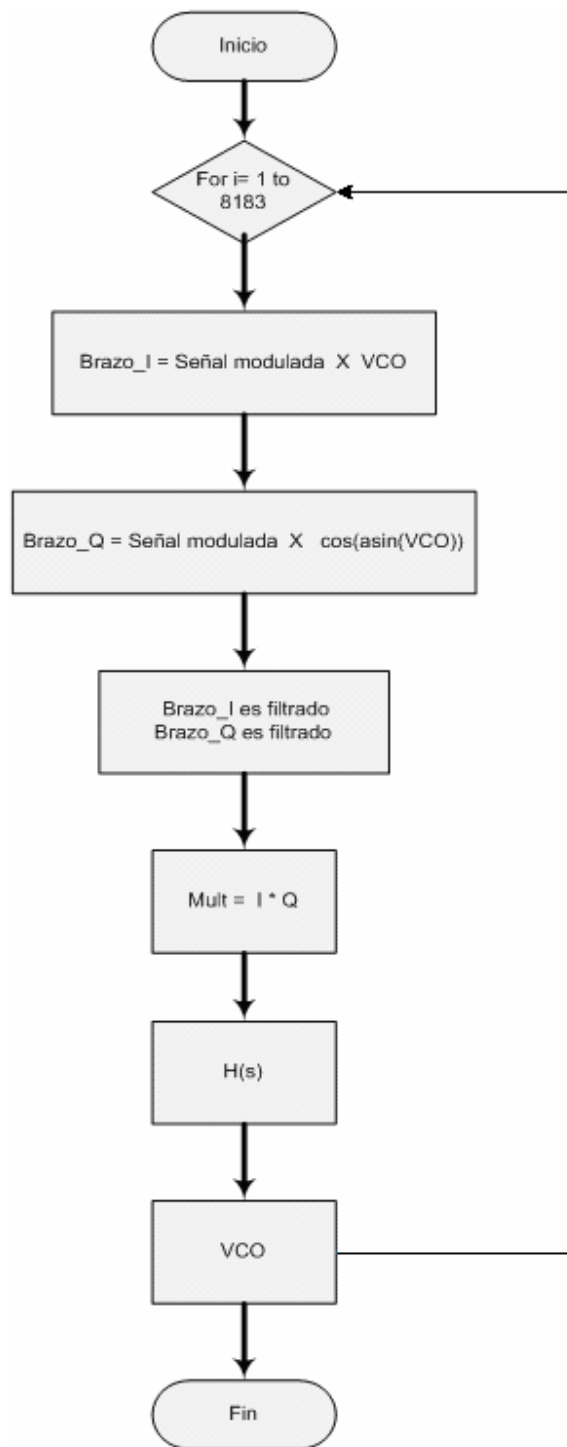 Inicio
For i= 1 to
8183
Brazo_I = Señal modulada X VCO
Brazo_Q = Señal modulada X cos(asin(VCO))
Brazo_I es filtrado
Brazo_Q es filtrado
Mult = I * Q
H(s)
VCO
Fin